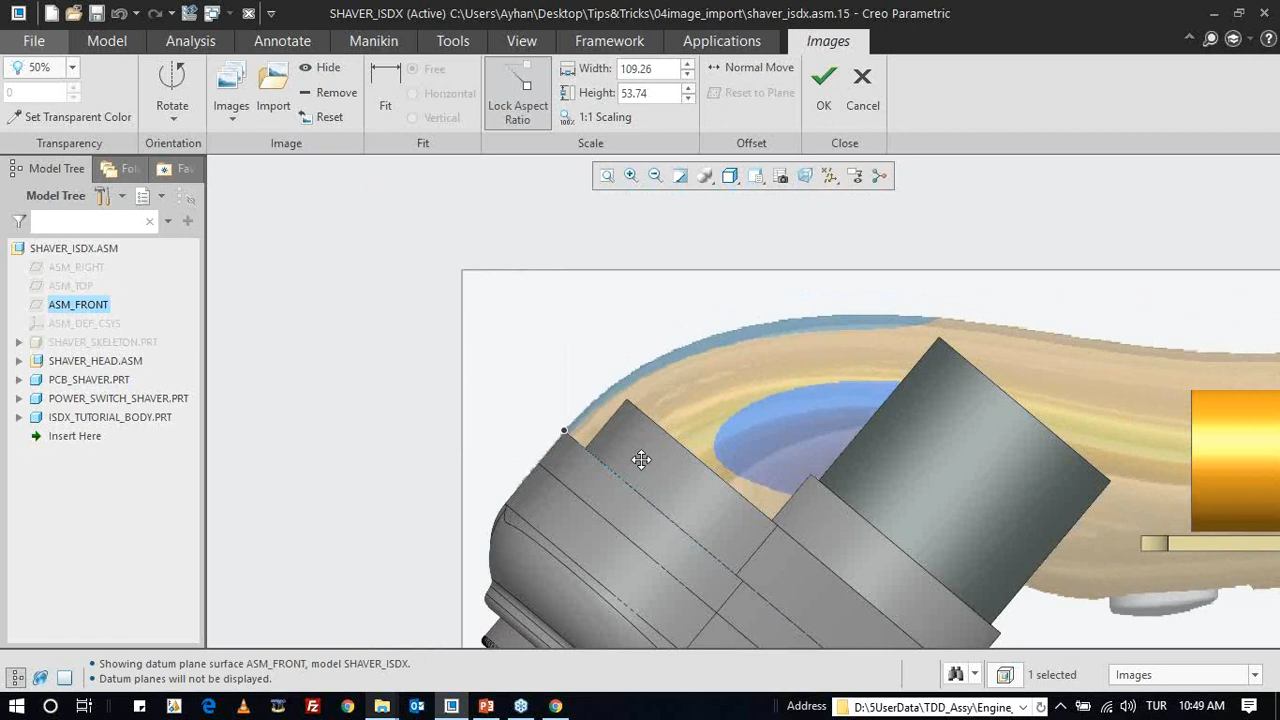 SHAVER_ISDX (Active) C:\Users\Ayhan\Desktop\Tips&Tricks\04image_import\shaver_isdx.asm.15 - Creo Parametric
File Model Analysis Annotate Manikin Tools View Framework Applications Images
50%
0
Set Transparent Color
Transparency
Rotate
Orientation
Images
Import
Hide
Remove
Reset
Image
Fit
Free
Horizontal
Vertical
Fit
Lock Aspect
Ratio
Width: 109.26
Height: 53.74
1:1 Scaling
Scale
Normal Move
Reset to Plane
Offset
OK
Cancel
Close
Model Tree Fol Fav
Model Tree
SHAVER_ISDX.ASM
ASM_RIGHT
ASM_TOP
ASM_FRONT
ASM_DEF_CSYS
SHAVER_SKELETON.PRT
SHAVER_HEAD.ASM
PCB_SHAVER.PRT
POWER_SWITCH_SHAVER.PRT
ISDX_TUTORIAL_BODY.PRT
Insert Here
• Showing datum plane surface ASM_FRONT, model SHAVER_ISDX.
• Datum planes will not be displayed.
1 selected
Images
Address D:\5UserData\TDD_Assy\Engine_
TUR 10:49 AM